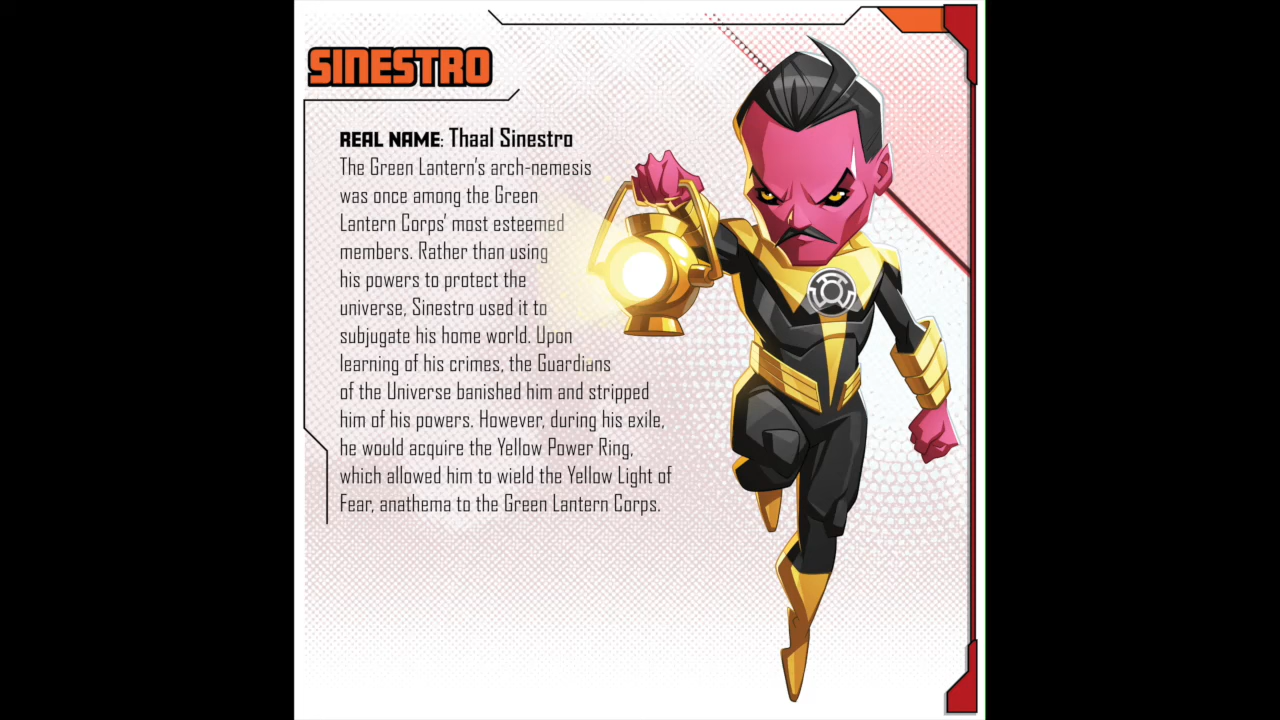 SINESTRO
REAL NAME: Thaal Sinestro
The Green Lantern's arch-nemesis
was once among the Green
Lantern Corps' most esteemed
members. Rather than using
his powers to protect the
universe, Sinestro used it to
subjugate his home world. Upon
learning of his crimes, the Guardians
of the Universe banished him and stripped
him of his powers. However, during his exile,
he would acquire the Yellow Power Ring,
which allowed him to wield the Yellow Light of
Fear, anathema to the Green Lantern Corps.